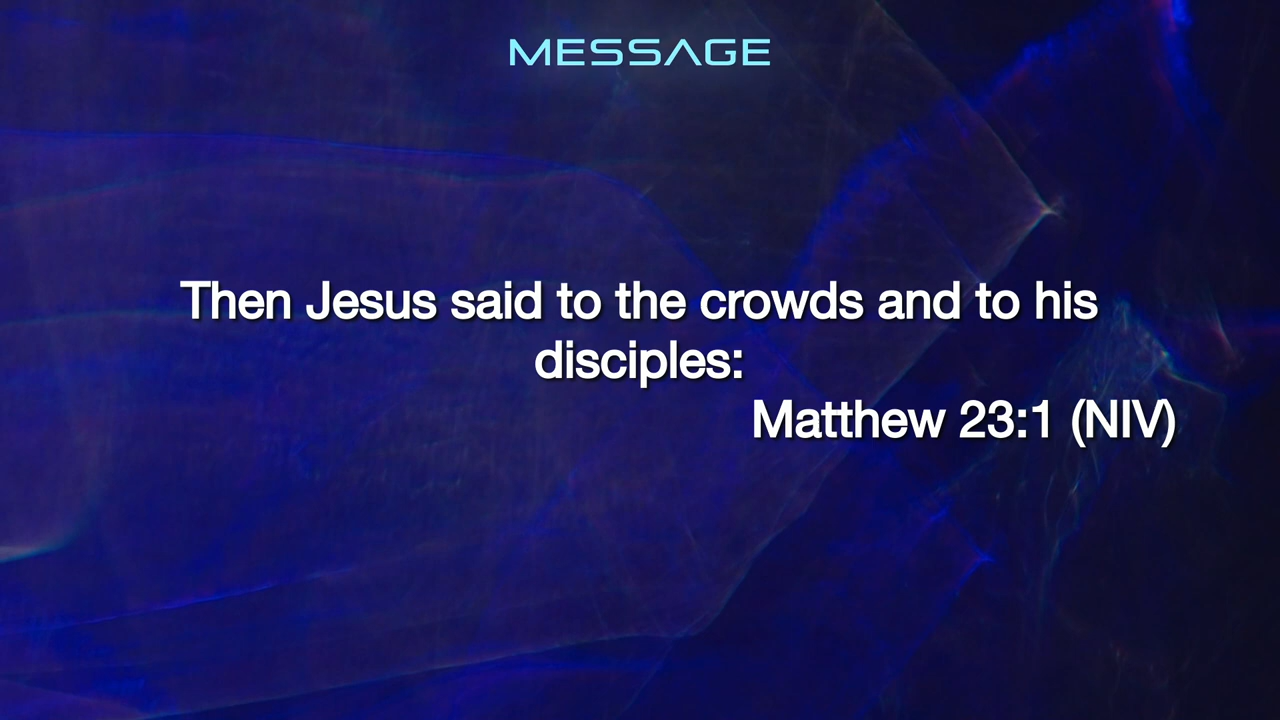 MESSAGE
Then Jesus said to the crowds and to his
disciples:
Matthew 23:1 (NIV)